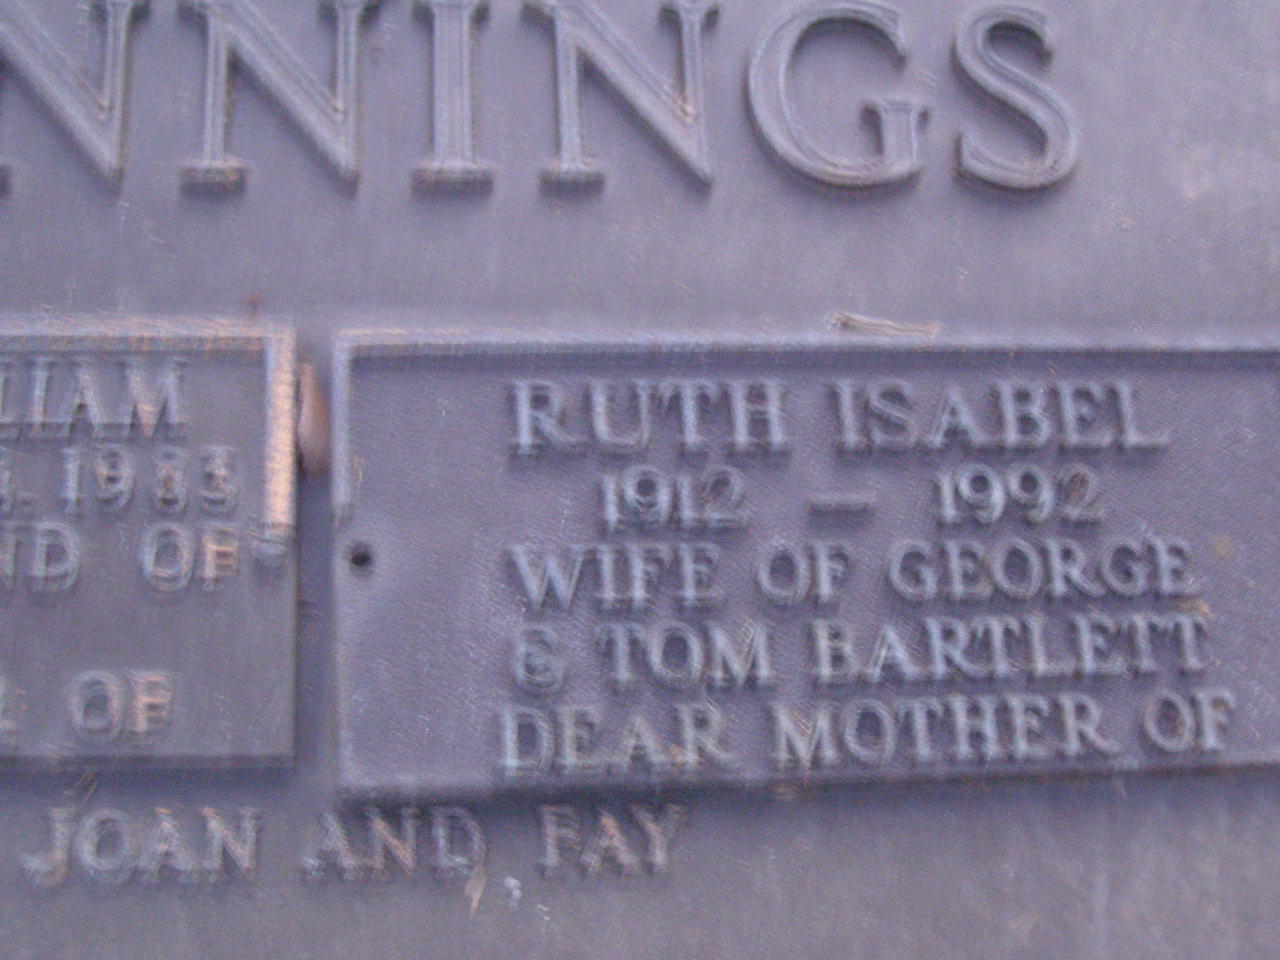 NNINGS
LIAM
1983
ND OF
OF
RUTH ISABEL
1912 – 1992
WIFE OF GEORGE
& TOM BARTLETT
DEAR MOTHER OF
JOAN AND FAY